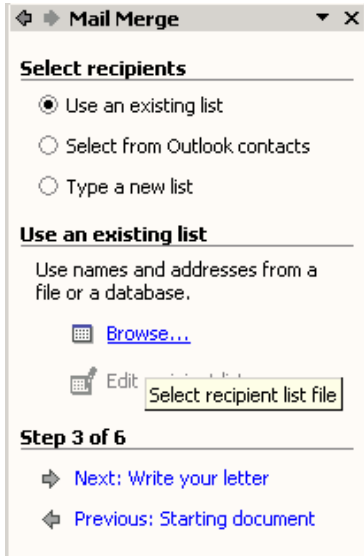 Mail Merge
Select recipients
Use an existing list
Select from Outlook contacts
Type a new list
Use an existing list
Use names and addresses from a
file or a database.
Browse...
Edit
Select recipient list file
Step 3 of 6
Next: Write your letter
Previous: Starting document